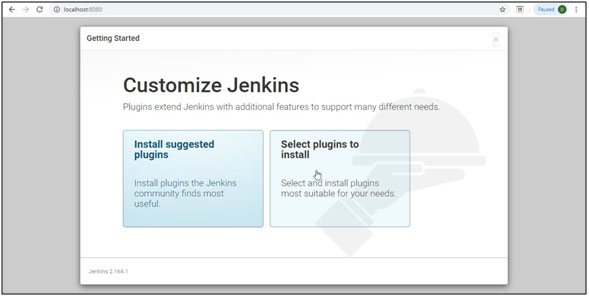 localhost:8080
Paused
Getting Started
Customize Jenkins
Plugins extend Jenkins with additional features to support many different needs.
Install suggested
plugins
Install plugins the Jenkins
community finds most
useful.
Select plugins to
install
Select and install plugins
most suitable for your needs.
Jenkins 2.164.1